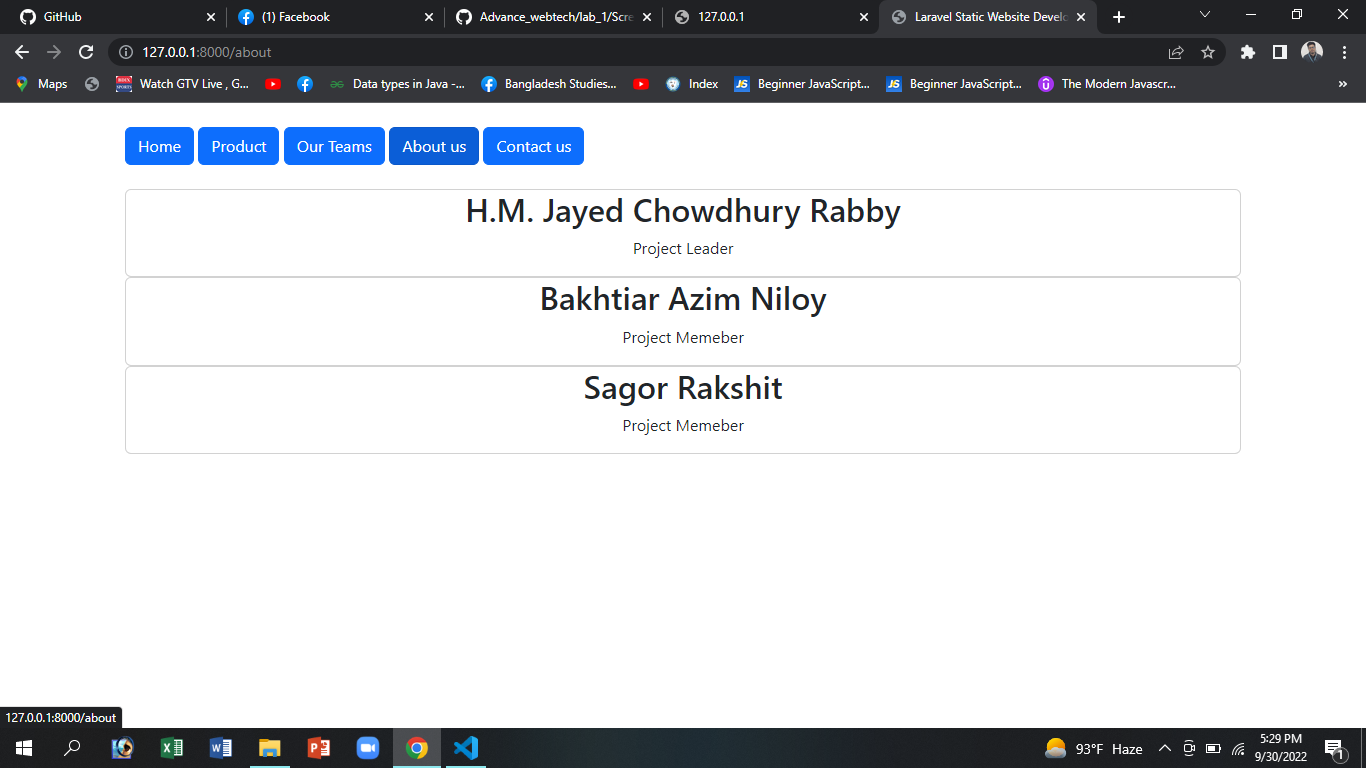 GitHub
(1) Facebook
Advance_webtech/lab_1/Scre
127.0.0.1
Laravel Static Website Develo
127.0.0.1:8000/about
Maps
Watch GTV Live , G...
Data types in Java -...
Bangladesh Studies...
Index
JS
Beginner JavaScript...
JS
Beginner JavaScript...
The Modern Javascr...
»
Home
Product
Our Teams
About us
Contact us
H.M. Jayed Chowdhury Rabby
Project Leader
Bakhtiar Azim Niloy
Project Memeber
Sagor Rakshit
Project Memeber
127.0.0.1:8000/about
93°F Haze
5:29 PM
9/30/2022
1